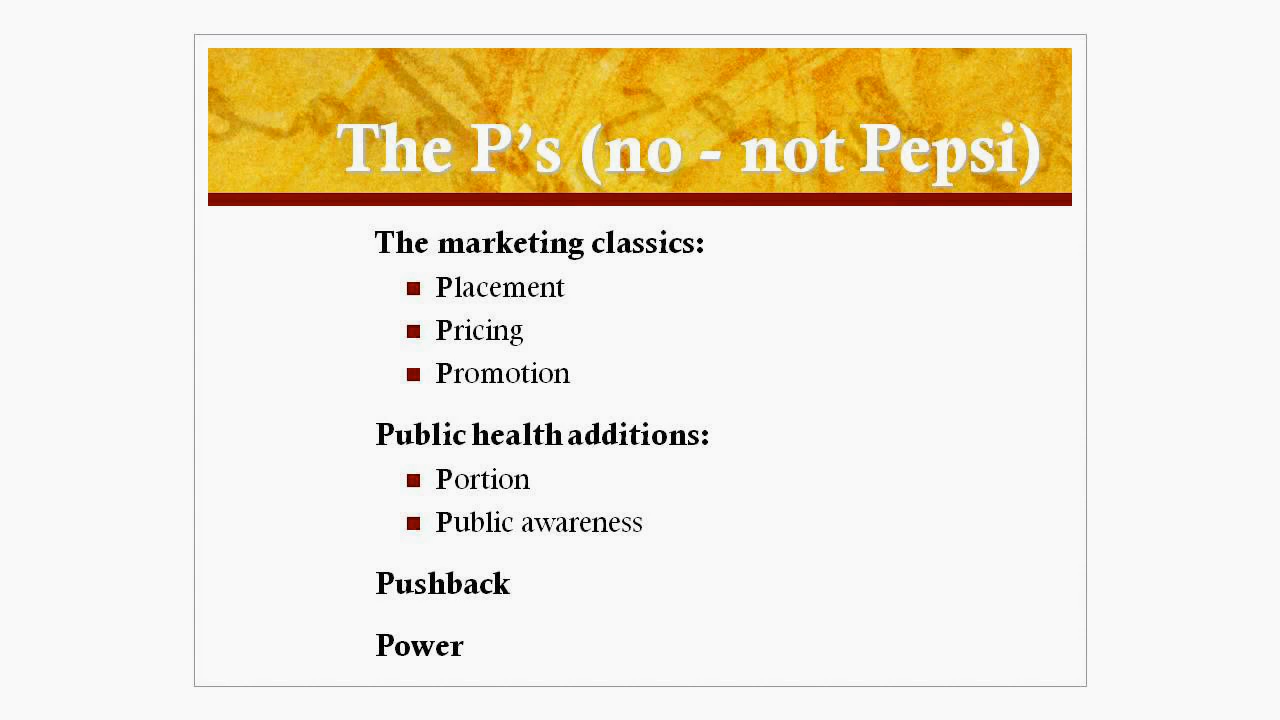 The P’s (no - not Pepsi)
The marketing classics:
Placement
Pricing
Promotion
Public health additions:
Portion
Public awareness
Pushback
Power